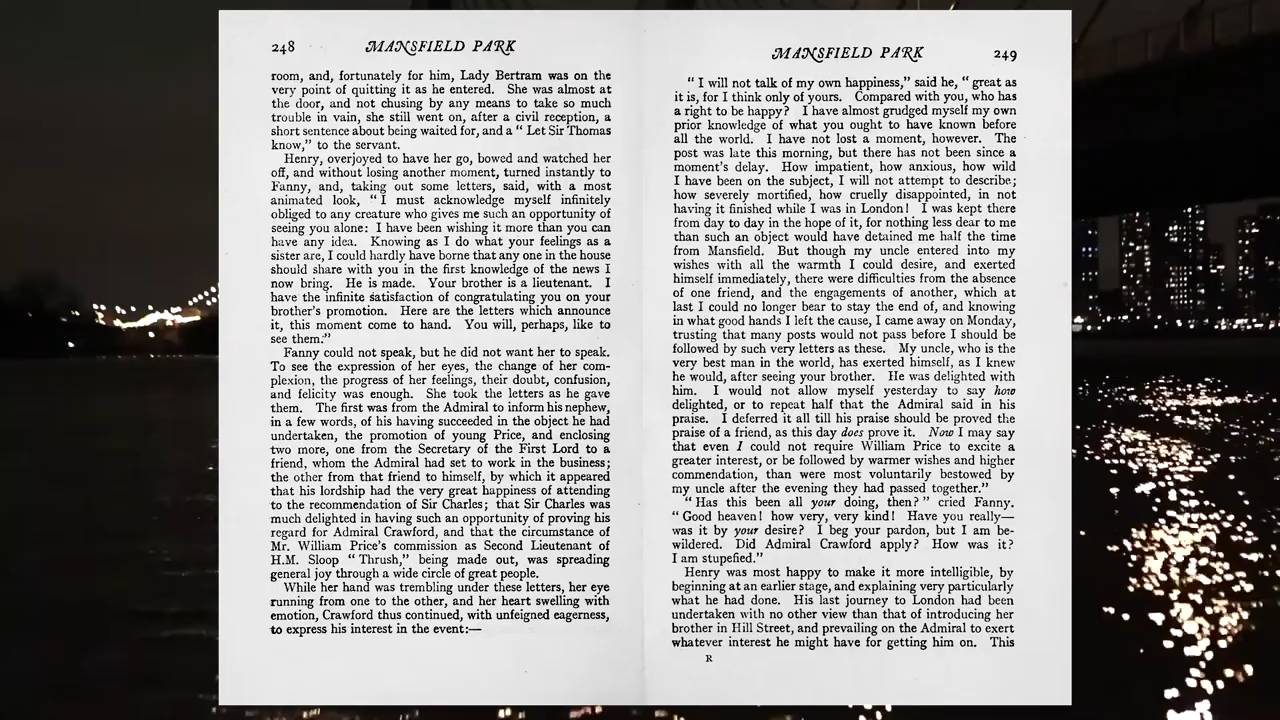 248 MANSFIELD PARK
room, and, fortunately for him, Lady Bertram was on the
very point of quitting it as he entered. She was almost at
the door, and not chusing by any means to take so much
trouble in vain, she still went on, after a civil reception, a
short sentence about being waited for, and a “ Let Sir Thomas
know,” to the servant.
Henry, overjoyed to have her go, bowed and watched her
off, and without losing another moment, turned instantly to
Fanny, and, taking out some letters, said, with a most
animated look, “ I must acknowledge myself infinitely
obliged to any creature who gives me such an opportunity of
seeing you alone: I have been wishing it more than you can
have any idea. Knowing as I do what your feelings as a
sister are, I could hardly have borne that any one in the house
should share with you in the first knowledge of the news I
now bring. He is made. Your brother is a lieutenant. I
have the infinite satisfaction of congratulating you on your
brother’s promotion. Here are the letters which announce
it, this moment come to hand. You will, perhaps, like to
see them.”
Fanny could not speak, but he did not want her to speak.
To see the expression of her eyes, the change of her com-
plexion, the progress of her feelings, their doubt, confusion,
and felicity was enough. She took the letters as he gave
them. The first was from the Admiral to inform his nephew,
in a few words, of his having succeeded in the object he had
undertaken, the promotion of young Price, and enclosing
two more, one from the Secretary of the First Lord to a
friend, whom the Admiral had set to work in the business;
the other from that friend to himself, by which it appeared
that his lordship had the very great happiness of attending
to the recommendation of Sir Charles; that Sir Charles was
much delighted in having such an opportunity of proving his
regard for Admiral Crawford, and that the circumstance of
Mr. William Price’s commission as Second Lieutenant of
H.M. Sloop “ Thrush,” being made out, was spreading
general joy through a wide circle of great people.
While her hand was trembling under these letters, her eye
running from one to the other, and her heart swelling with
emotion, Crawford thus continued, with unfeigned eagerness,
to express his interest in the event:—
MANSFIELD PARK 249
“ I will not talk of my own happiness,” said he, “ great as
it is, for I think only of yours. Compared with you, who has
a right to be happy? I have almost grudged myself my own
prior knowledge of what you ought to have known before
all the world. I have not lost a moment, however. The
post was late this morning, but there has not been since a
moment’s delay. How impatient, how anxious, how wild
I have been on the subject, I will not attempt to describe;
how severely mortified, how cruelly disappointed, in not
having it finished while I was in London! I was kept there
from day to day in the hope of it, for nothing less dear to me
than such an object would have detained me half the time
from Mansfield. But though my uncle entered into my
wishes with all the warmth I could desire, and exerted
himself immediately, there were difficulties from the absence
of one friend, and the engagements of another, which at
last I could no longer bear to stay the end of, and knowing
in what good hands I left the cause, I came away on Monday,
trusting that many posts would not pass before I should be
followed by such very letters as these. My uncle, who is the
very best man in the world, has exerted himself, as I knew
he would, after seeing your brother. He was delighted with
him. I would not allow myself yesterday to say how
delighted, or to repeat half that the Admiral said in his
praise. I deferred it all till his praise should be proved the
praise of a friend, as this day does prove it. Now I may say
that even I could not require William Price to excite a
greater interest, or be followed by warmer wishes and higher
commendation, than were most voluntarily bestowed by
my uncle after the evening they had passed together.”
“ Has this been all your doing, then? ” cried Fanny.
“ Good heaven! how very, very kind! Have you really—
was it by your desire? I beg your pardon, but I am be-
wildered. Did Admiral Crawford apply? How was it?
I am stupefied.”
Henry was most happy to make it more intelligible, by
beginning at an earlier stage, and explaining very particularly
what he had done. His last journey to London had been
undertaken with no other view than that of introducing her
brother in Hill Street, and prevailing on the Admiral to exert
whatever interest he might have for getting him on. This
R